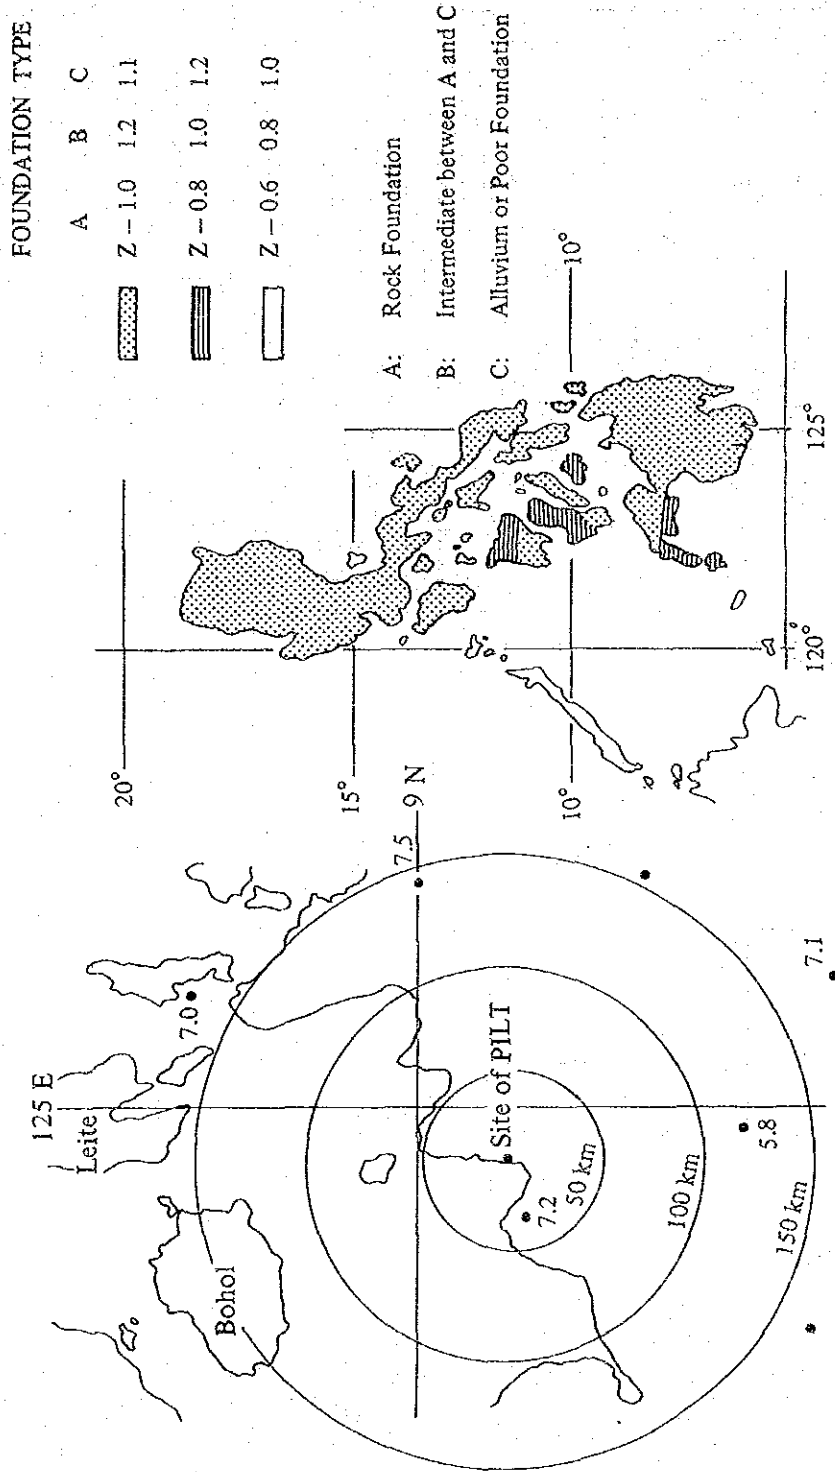 FOUNDATION TYPE
A B C
Z – 1.0 1.2 1.1
Z – 0.8 1.0 1.2
Z – 0.6 0.8 1.0
A: Rock Foundation
B: Intermediate between A and C
C: Alluvium or Poor Foundation
20°
15°
10°
10°
120°
125°
125 E
Leite
Bohol
7.0
9 N
7.5
Site of PILT
7.2
50 km
100 km
5.8
150 km
7.1